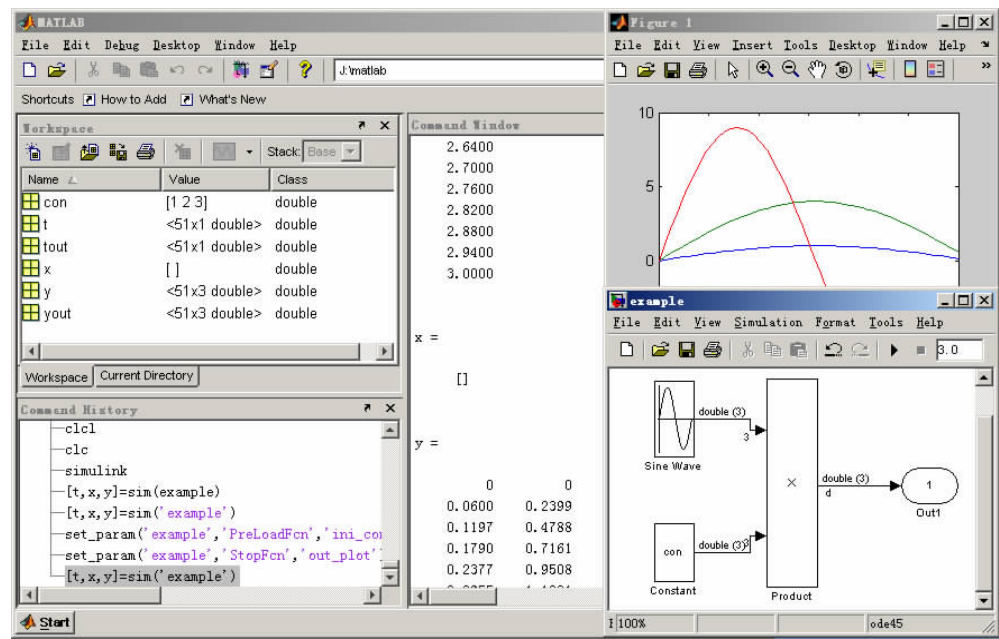 MATLAB
File Edit Debug Desktop Window Help
J:\matlab
Shortcuts How to Add What's New
Workspace
Stack: Base
Name Value Class
con [1 2 3] double
t <51x1 double> double
tout <51x1 double> double
x [ ] double
y <51x3 double> double
yout <51x3 double> double
Workspace Current Directory
Command History
clcl
clc
simulink
[t,x,y]=sim(example)
[t,x,y]=sim('example')
set_param('example','PreLoadFcn','ini_con
set_param('example','StopFcn','out_plot')
[t,x,y]=sim('example')
Start
Command Window
2.6400
2.7000
2.7600
2.8200
2.8800
2.9400
3.0000
x =
[]
y =
0 0
0.0600 0.2399
0.1197 0.4788
0.1790 0.7161
0.2377 0.9508
Figure 1
File Edit View Insert Tools Desktop Window Help
10
5
0
example
File Edit View Simulation Format Tools Help
3.0
double (3)
3
Sine Wave
double (3)
d
1
Out1
con
double (3)
3
Constant
Product
100%
ode45